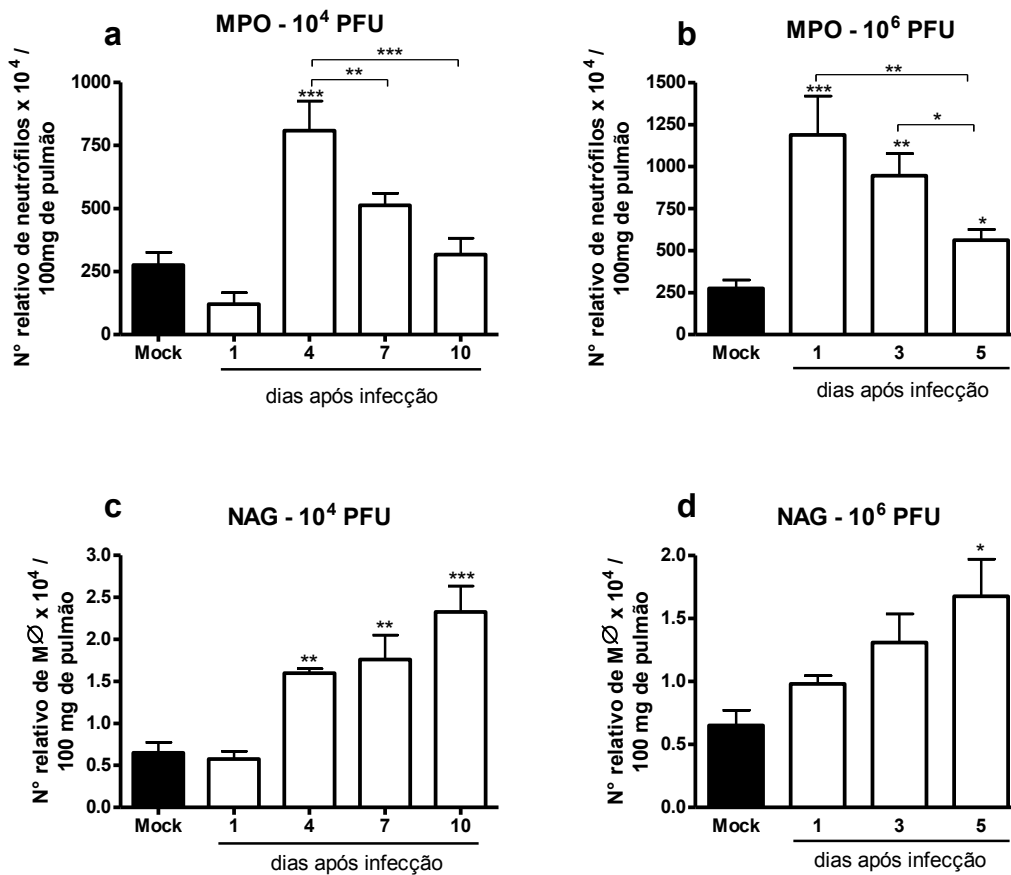 a
MPO - 10⁴ PFU
N° relativo de neutrófilos x 10⁴ /
100mg de pulmão
1000
750
500
250
0
***
**
***
Mock 1 4 7 10
dias após infecção
b
MPO - 10⁶ PFU
N° relativo de neutrófilos x 10⁴ /
100mg de pulmão
1500
1250
1000
750
500
250
0
**
***
*
**
*
Mock 1 3 5
dias após infecção
c
NAG - 10⁴ PFU
N° relativo de MØ x 10⁴ /
100 mg de pulmão
3.0
2.5
2.0
1.5
1.0
0.5
0.0
**
**
***
Mock 1 4 7 10
dias após infecção
d
NAG - 10⁶ PFU
N° relativo de MØ x 10⁴ /
100 mg de pulmão
2.0
1.5
1.0
0.5
0.0
*
Mock 1 3 5
dias após infecção